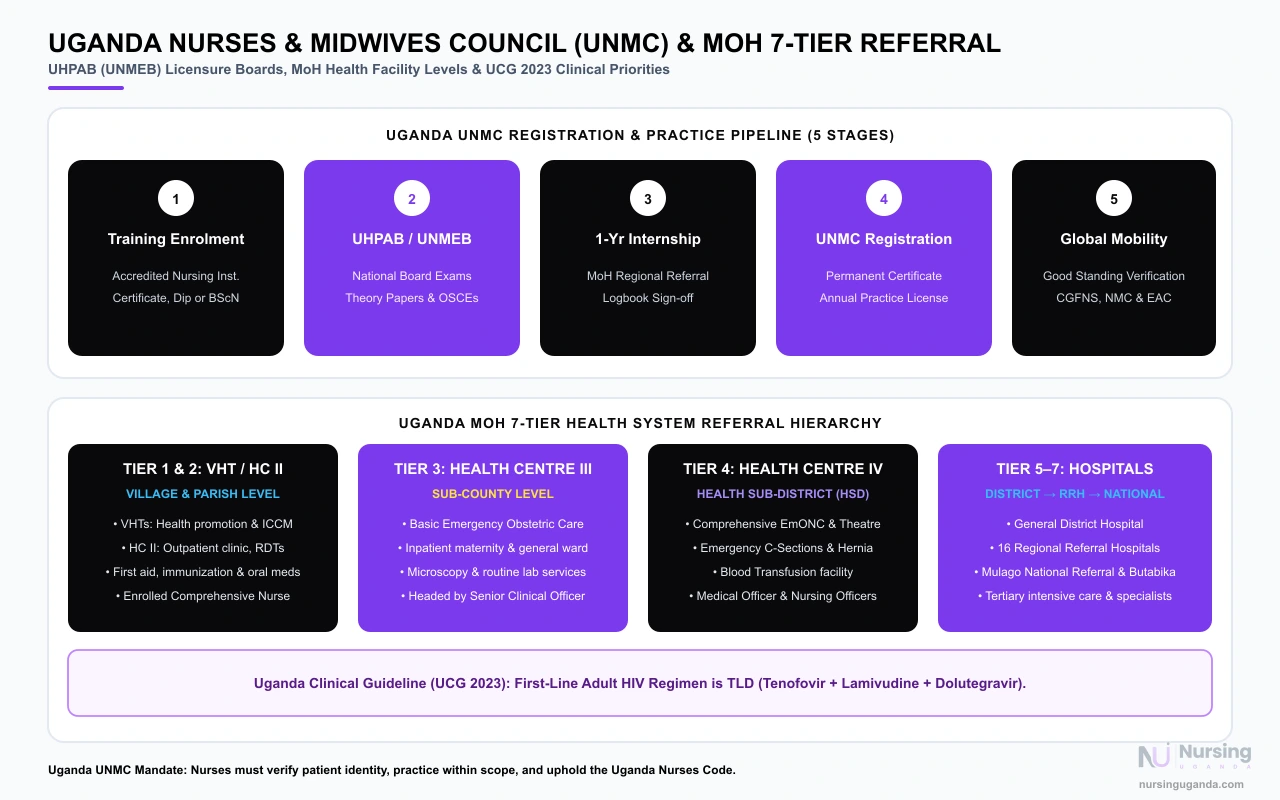 UGANDA NURSES & MIDWIVES COUNCIL (UNMC) & MOH 7-TIER REFERRAL
UHPAB (UNMEB) Licensure Boards, MoH Health Facility Levels & UCG 2023 Clinical Priorities
UGANDA UNMC REGISTRATION & PRACTICE PIPELINE (5 STAGES)
1
Training Enrolment
Accredited Nursing Inst.
Certificate, Dip or BScN
2
UHPAB / UNMEB
National Board Exams
Theory Papers & OSCEs
3
1-Yr Internship
MoH Regional Referral
Logbook Sign-off
4
UNMC Registration
Permanent Certificate
Annual Practice License
5
Global Mobility
Good Standing Verification
CGFNS, NMC & EAC
UGANDA MOH 7-TIER HEALTH SYSTEM REFERRAL HIERARCHY
TIER 1 & 2: VHT / HC II
VILLAGE & PARISH LEVEL
• VHTs: Health promotion & ICCM
• HC II: Outpatient clinic, RDTs
• First aid, immunization & oral meds
• Enrolled Comprehensive Nurse
TIER 3: HEALTH CENTRE III
SUB-COUNTY LEVEL
• Basic Emergency Obstetric Care
• Inpatient maternity & general ward
• Microscopy & routine lab services
• Headed by Senior Clinical Officer
TIER 4: HEALTH CENTRE IV
HEALTH SUB-DISTRICT (HSD)
• Comprehensive EmONC & Theatre
• Emergency C-Sections & Hernia
• Blood Transfusion facility
• Medical Officer & Nursing Officers
TIER 5–7: HOSPITALS
DISTRICT → RRH → NATIONAL
• General District Hospital
• 16 Regional Referral Hospitals
• Mulago National Referral & Butabika
• Tertiary intensive care & specialists
Uganda Clinical Guideline (UCG 2023): First-Line Adult HIV Regimen is TLD (Tenofovir + Lamivudine + Dolutegravir).
Uganda UNMC Mandate: Nurses must verify patient identity, practice within scope, and uphold the Uganda Nurses Code.
NU Nursing
UGANDA
nursinguganda.com